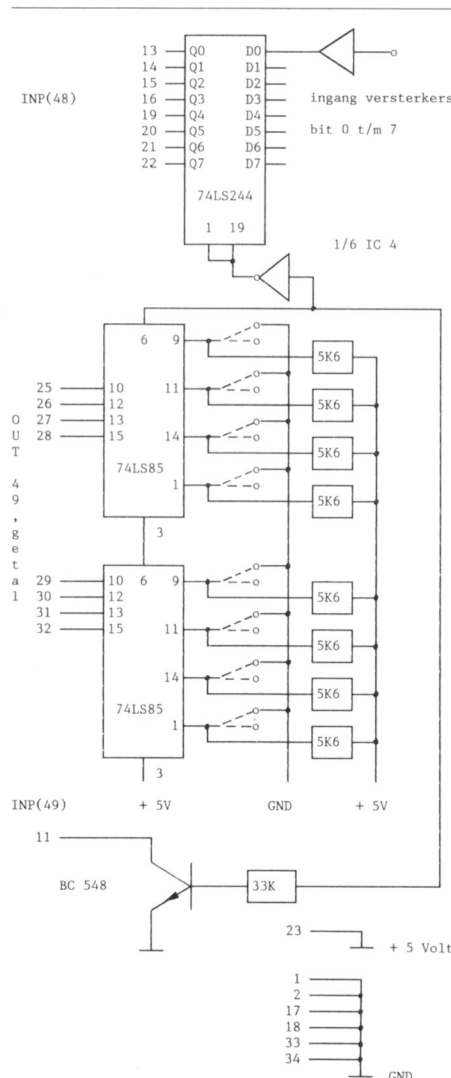 13 Q0 D0
14 Q1 D1
15 Q2 D2
INP(48) 16 Q3 D3 ingang versterkers
19 Q4 D4
20 Q5 D5 bit 0 t/m 7
21 Q6 D6
22 Q7 D7
74LS244
1 19
1/6 IC 4
6 9
5K6
25 10 11
26 12 5K6
O 27 13
U 28 15 14
T 5K6
74LS85
4 1
9 5K6
,
g 3
e
t
a 29 10 6 9
l 30 12 5K6
31 13
32 15 11
5K6
14
5K6
74LS85
1
5K6
3
INP(49) + 5V GND + 5V
11
BC 548 33K
23
+ 5 Volt
1
2
17
18
33
34
GND